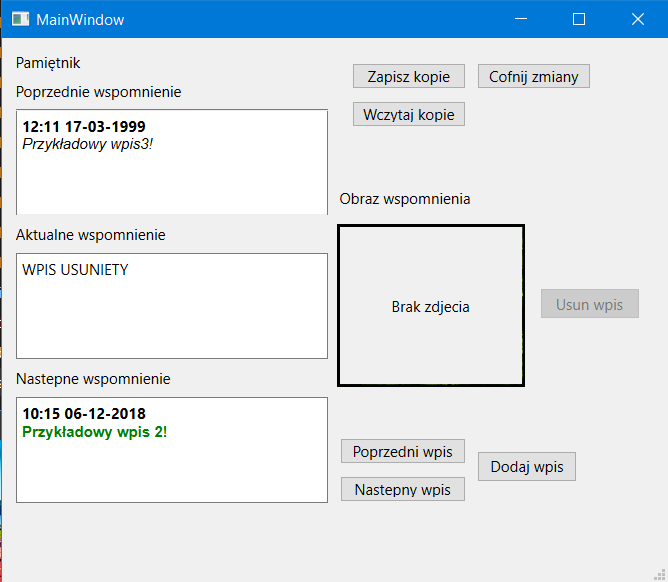 MainWindow
Pamiętnik
Poprzednie wspomnienie
12:11 17-03-1999
Przykładowy wpis3!
Aktualne wspomnienie
WPIS USUNIETY
Nastepne wspomnienie
10:15 06-12-2018
Przykładowy wpis 2!
Zapisz kopie
Cofnij zmiany
Wczytaj kopie
Obraz wspomnienia
Brak zdjecia
Usun wpis
Poprzedni wpis
Dodaj wpis
Nastepny wpis